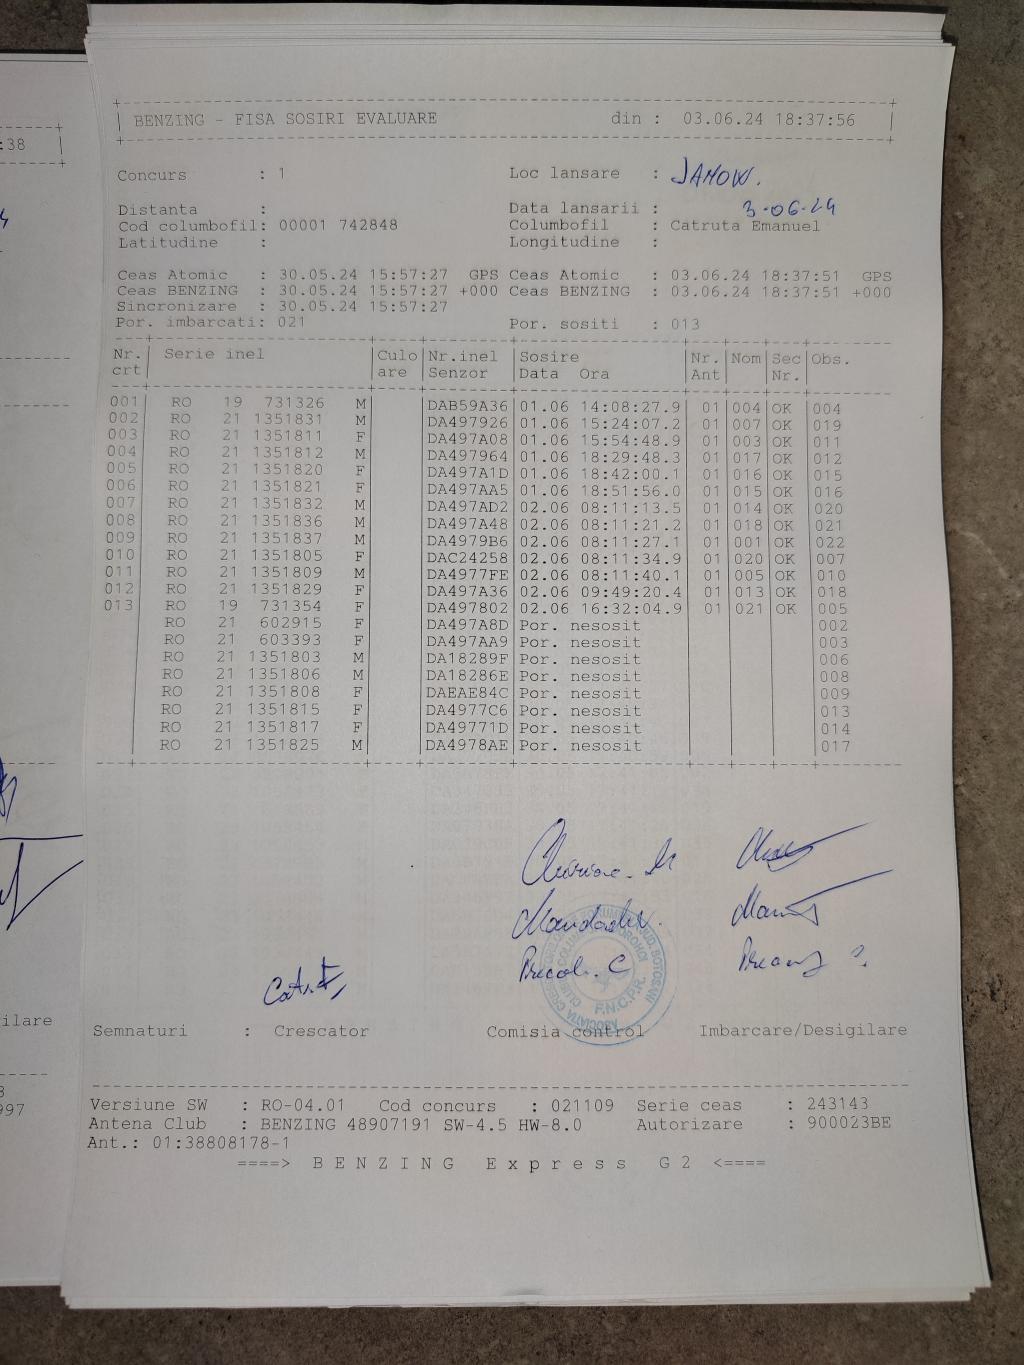 BENZING - FISA SOSIRI EVALUARE din : 03.06.24 18:37:56
Concurs : 1 Loc lansare : JANOW.
Distanta : Data lansarii : 3-06-24
Cod columbofil: 00001 742848 Columbofil : Catruta Emanuel
Latitudine : Longitudine :
Ceas Atomic : 30.05.24 15:57:27 GPS Ceas Atomic : 03.06.24 18:37:51 GPS
Ceas BENZING : 30.05.24 15:57:27 +000 Ceas BENZING : 03.06.24 18:37:51 +000
Sincronizare : 30.05.24 15:57:27
Por. imbarcati: 021 Por. sositi : 013
Nr. Serie inel Culo Nr.inel Sosire Nr. Nom Sec Obs.
crt are Senzor Data Ora Ant Nr.
001 RO 19 731326 M DAB59A36 01.06 14:08:27.9 01 004 OK 004
002 RO 21 1351831 M DA497926 01.06 15:24:07.2 01 007 OK 019
003 RO 21 1351811 F DA497A08 01.06 15:54:48.9 01 003 OK 011
004 RO 21 1351812 M DA497964 01.06 18:29:48.3 01 017 OK 012
005 RO 21 1351820 F DA497A1D 01.06 18:42:00.1 01 016 OK 015
006 RO 21 1351821 F DA497AA5 01.06 18:51:56.0 01 015 OK 016
007 RO 21 1351832 M DA497AD2 02.06 08:11:13.5 01 014 OK 020
008 RO 21 1351836 M DA497A48 02.06 08:11:21.2 01 018 OK 021
009 RO 21 1351837 M DA4979B6 02.06 08:11:27.1 01 001 OK 022
010 RO 21 1351805 F DAC24258 02.06 08:11:34.9 01 020 OK 007
011 RO 21 1351809 M DA4977FE 02.06 08:11:40.1 01 005 OK 010
012 RO 21 1351829 F DA497A36 02.06 09:49:20.4 01 013 OK 018
013 RO 19 731354 F DA497802 02.06 16:32:04.9 01 021 OK 005
RO 21 602915 F DA497A8D Por. nesosit 002
RO 21 603393 F DA497AA9 Por. nesosit 003
RO 21 1351803 M DA18289F Por. nesosit 006
RO 21 1351806 M DA18286E Por. nesosit 008
RO 21 1351808 F DAEAE84C Por. nesosit 009
RO 21 1351815 F DA4977C6 Por. nesosit 013
RO 21 1351817 F DA49771D Por. nesosit 014
RO 21 1351825 M DA4978AE Por. nesosit 017
F.N.C.P.R.
Semnaturi : Crescator Comisia control Imbarcare/Desigilare
Versiune SW : RO-04.01 Cod concurs : 021109 Serie ceas : 243143
Antena Club : BENZING 48907191 SW-4.5 HW-8.0 Autorizare : 900023BE
Ant.: 01:38808178-1
====> BENZING Express G2 <====
:38
ilare
997